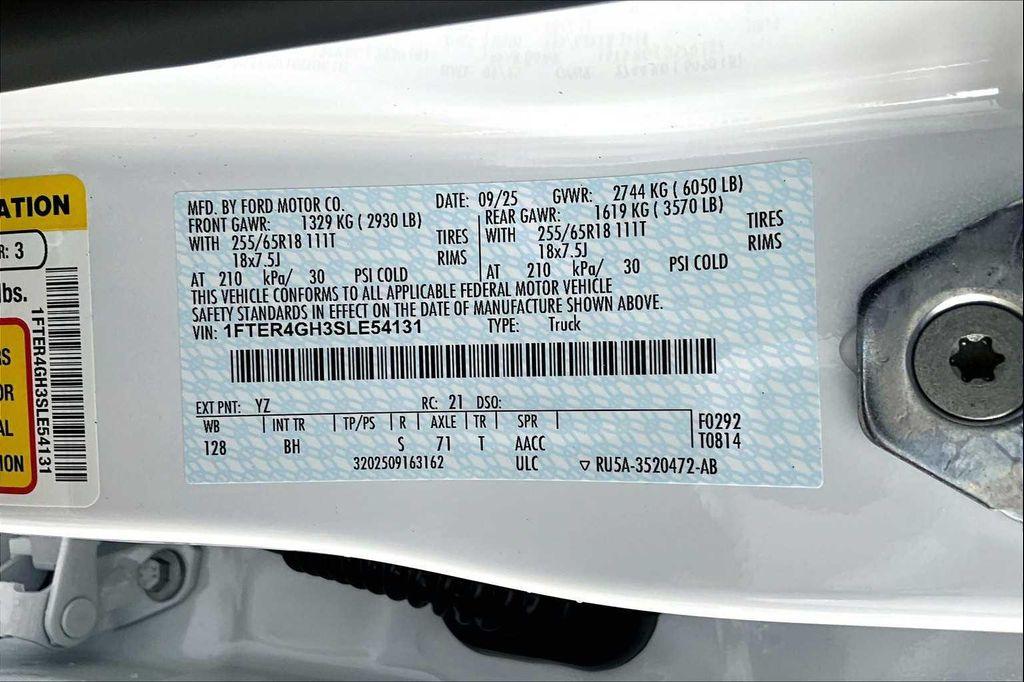 ATION
R: 3
lbs.
RS
OR
AL
ION
1FTER4GH3SLE54131
MFD. BY FORD MOTOR CO. DATE: 09/25 GVWR: 2744 KG ( 6050 LB)
FRONT GAWR: 1329 KG ( 2930 LB) REAR GAWR: 1619 KG ( 3570 LB)
WITH 255/65R18 111T TIRES WITH 255/65R18 111T TIRES
18x7.5J RIMS 18x7.5J RIMS
AT 210 kPa/ 30 PSI COLD AT 210 kPa/ 30 PSI COLD
THIS VEHICLE CONFORMS TO ALL APPLICABLE FEDERAL MOTOR VEHICLE
SAFETY STANDARDS IN EFFECT ON THE DATE OF MANUFACTURE SHOWN ABOVE.
VIN: 1FTER4GH3SLE54131 TYPE: Truck
EXT PNT: YZ RC: 21 DSO:
WB INT TR TP/PS R AXLE TR SPR F0292
128 BH S 71 T AACC T0814
3202509163162 ULC ▽ RU5A-3520472-AB